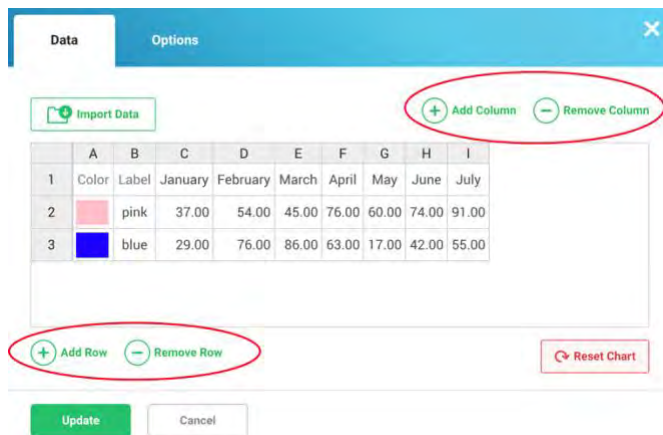 Data Options
Import Data
Add Column Remove Column
A B C D E F G H I
1 Color Label January February March April May June July
2 pink 37.00 54.00 45.00 76.00 60.00 74.00 91.00
3 blue 29.00 76.00 86.00 63.00 17.00 42.00 55.00
Add Row Remove Row
Reset Chart
Update Cancel